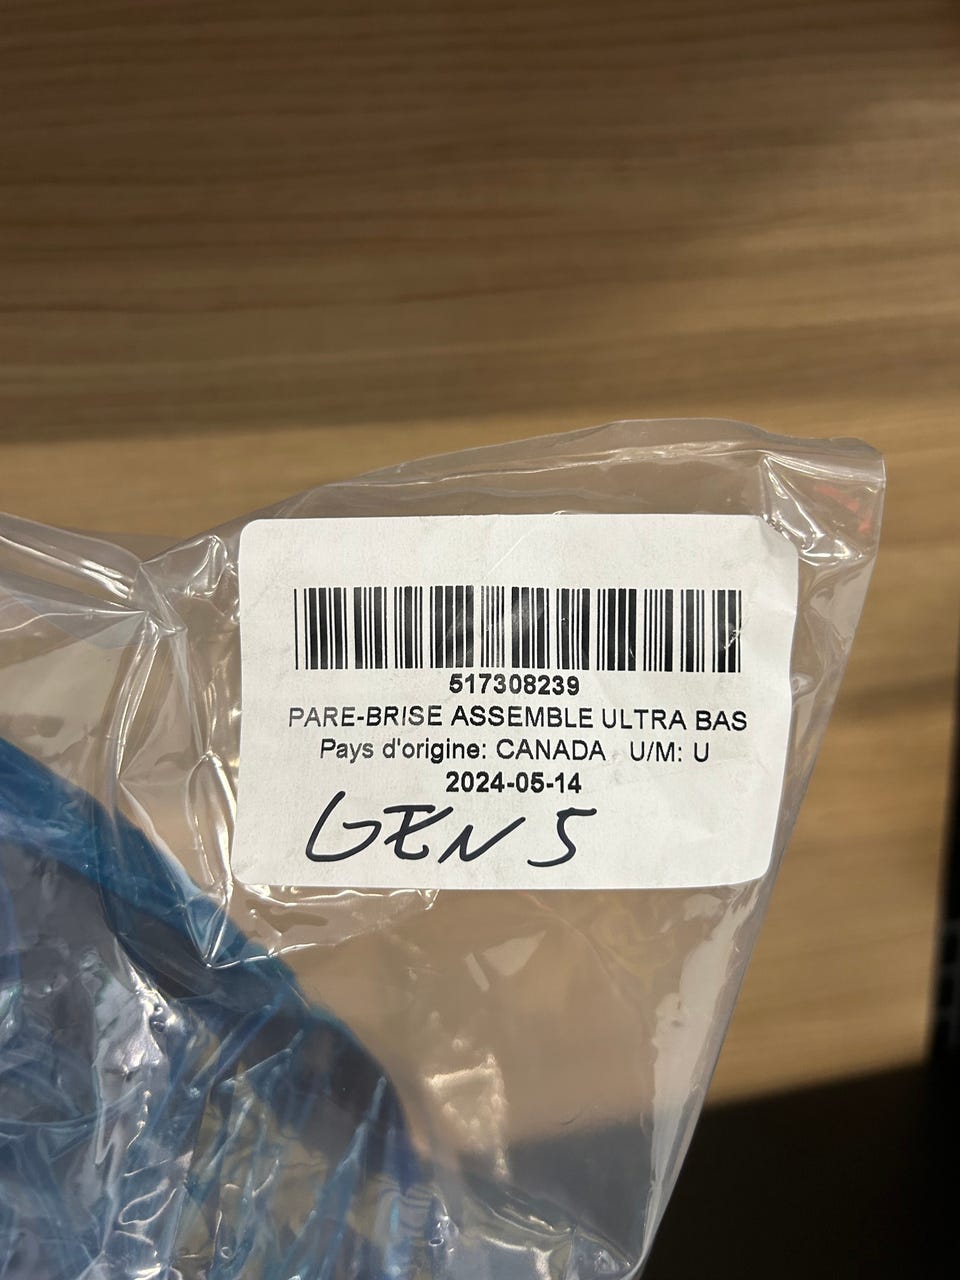 517308239
PARE-BRISE ASSEMBLE ULTRA BAS
Pays d'origine: CANADA U/M: U
2024-05-14
GEN 5